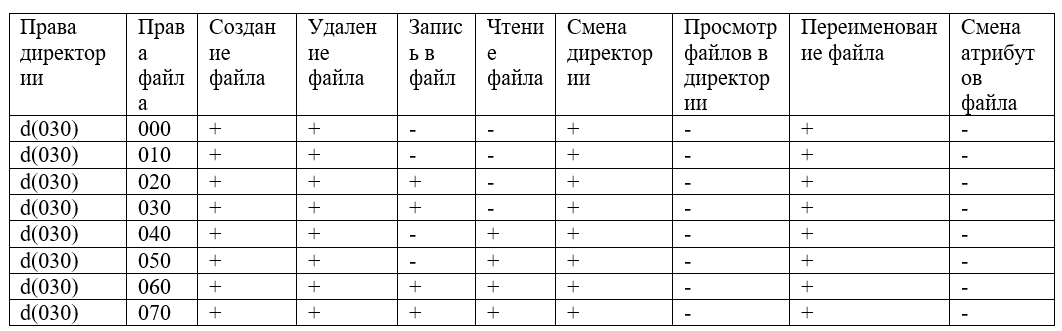 Права директории | Права файла | Создание файла | Удаление файла | Запись в файл | Чтение файла | Смена директории | Просмотр файлов в директории | Переименование файла | Смена атрибутов файла
d(030) | 000 | + | + | - | - | + | - | + | -
d(030) | 010 | + | + | - | - | + | - | + | -
d(030) | 020 | + | + | + | - | + | - | + | -
d(030) | 030 | + | + | + | - | + | - | + | -
d(030) | 040 | + | + | - | + | + | - | + | -
d(030) | 050 | + | + | - | + | + | - | + | -
d(030) | 060 | + | + | + | + | + | - | + | -
d(030) | 070 | + | + | + | + | + | - | + | -